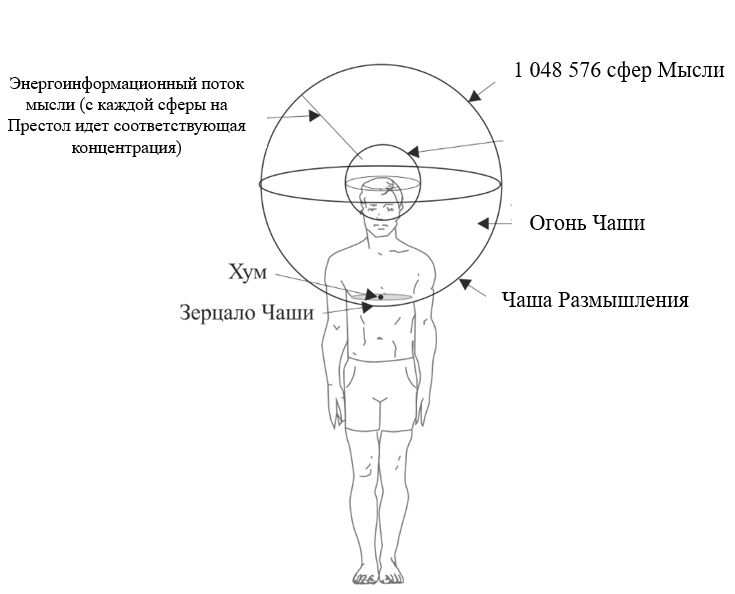 1 048 576 сфер Мысли
Энергоинформационный поток
мысли (с каждой сферы на
Престол идет соответствующая
концентрация)
Огонь Чаши
Хум
Чаша Размышления
Зерцало Чаши